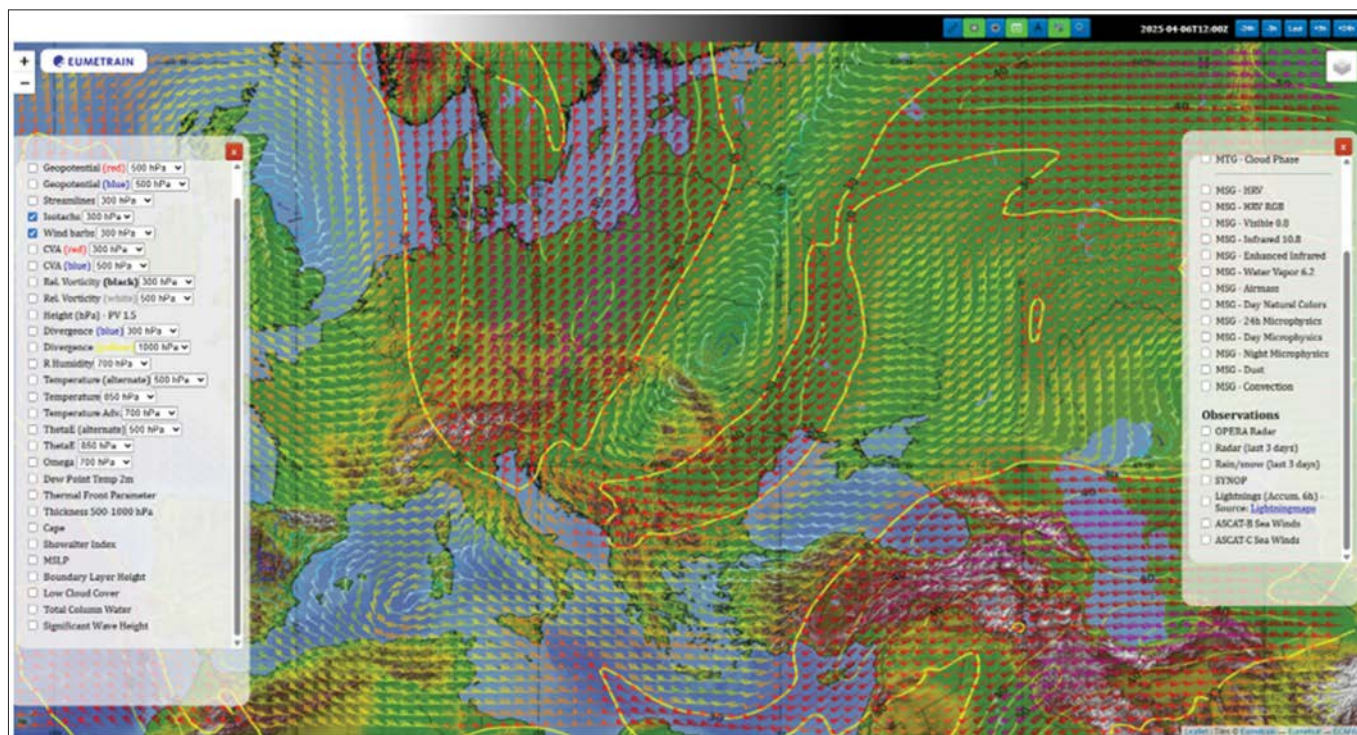 2025-04-06T12:00Z -24h -3h Last +3h +24h
+
−
EUMETRAIN
x
Geopotential (red) 500 hPa
Geopotential (blue) 500 hPa
Streamlines 300 hPa
Isotachs 300 hPa
Wind barbs 300 hPa
CVA (red) 300 hPa
CVA (blue) 500 hPa
Rel. Vorticity (black) 300 hPa
Rel. Vorticity (white) 500 hPa
Height (hPa) - PV 1.5
Divergence (blue) 300 hPa
Divergence 1000 hPa
R.Humidity 700 hPa
Temperature (alternate) 500 hPa
Temperature 850 hPa
Temperature Adv. 700 hPa
ThetaE (alternate) 500 hPa
ThetaE 850 hPa
Omega 700 hPa
Dew Point Temp 2m
Thermal Front Parameter
Thickness 500-1000 hPa
Cape
Showalter Index
MSLP
Boundary Layer Height
Low Cloud Cover
Total Column Water
Significant Wave Height
x
MTG - Cloud Phase
MSG - HRV
MSG - HRV RGB
MSG - Visible 0.8
MSG - Infrared 10.8
MSG - Enhanced Infrared
MSG - Water Vapor 6.2
MSG - Airmass
MSG - Day Natural Colors
MSG - 24h Microphysics
MSG - Day Microphysics
MSG - Night Microphysics
MSG - Dust
MSG - Convection
Observations
OPERA Radar
Radar (last 3 days)
Rain/snow (last 3 days)
SYNOP
Lightnings (Accum. 6h) -
Source: Lightningmaps
ASCAT-B Sea Winds
ASCAT-C Sea Winds
Leaflet | Tiles © Eumetrain — Eumetsat —